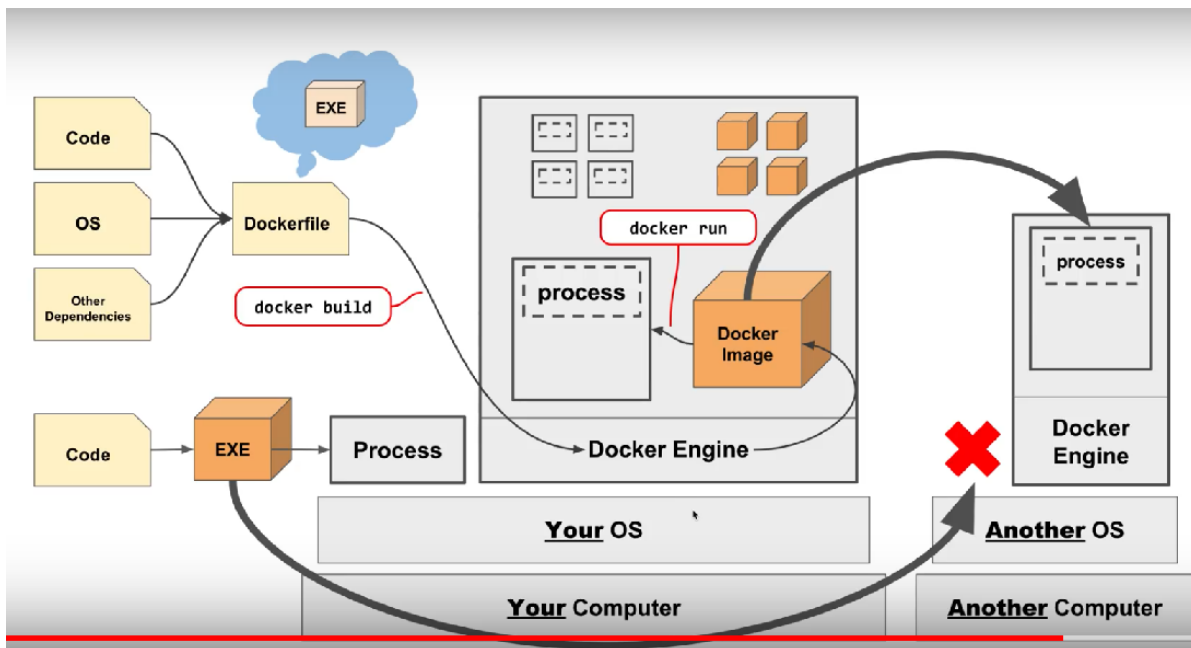 EXE
Code
OS
Other
Dependencies
Dockerfile
docker build
docker run
process
Docker
Image
process
Code
EXE
Process
Docker Engine
Docker
Engine
Your OS
Another OS
Your Computer
Another Computer